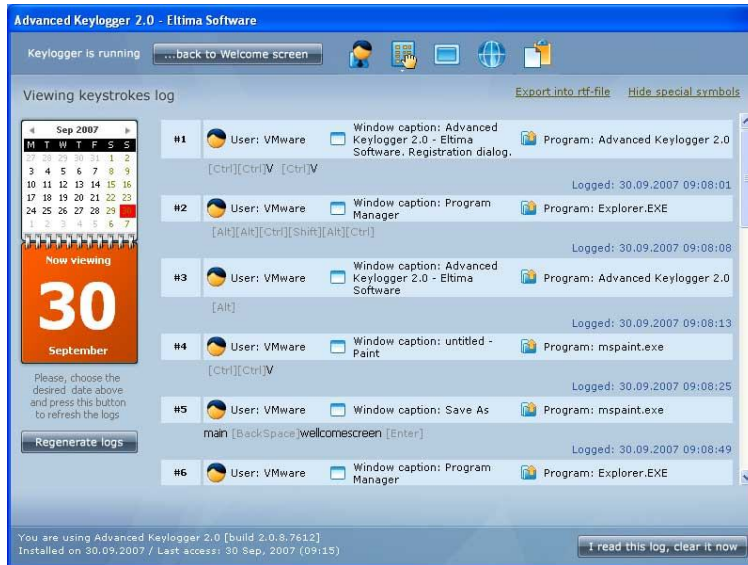 Advanced Keylogger 2.0 - Eltima Software
Keylogger is running
...back to Welcome screen
Viewing keystrokes log
Export into rtf-file
Hide special symbols
Sep 2007
M T W T F S S
27 28 29 30 31 1 2
3 4 5 6 7 8 9
10 11 12 13 14 15 16
17 18 19 20 21 22 23
24 25 26 27 28 29 30
1 2 3 4 5 6 7
Now viewing
30
September
Please, choose the
desired date above
and press this button
to refresh the logs
Regenerate logs
#1 User: VMware Window caption: Advanced
Keylogger 2.0 - Eltima
Software. Registration dialog.
Program: Advanced Keylogger 2.0
[Ctrl][Ctrl]V [Ctrl]V
Logged: 30.09.2007 09:08:01
#2 User: VMware Window caption: Program
Manager
Program: Explorer.EXE
[Alt][Alt][Ctrl][Shift][Alt][Ctrl]
Logged: 30.09.2007 09:08:08
#3 User: VMware Window caption: Advanced
Keylogger 2.0 - Eltima
Software
Program: Advanced Keylogger 2.0
[Alt]
Logged: 30.09.2007 09:08:13
#4 User: VMware Window caption: untitled -
Paint
Program: mspaint.exe
[Ctrl][Ctrl]V
Logged: 30.09.2007 09:08:25
#5 User: VMware Window caption: Save As Program: mspaint.exe
main [BackSpace]wellcomescreen [Enter]
Logged: 30.09.2007 09:08:49
#6 User: VMware Window caption: Program
Manager
Program: Explorer.EXE
You are using Advanced Keylogger 2.0 [build 2.0.8.7612]
Installed on 30.09.2007 / Last access: 30 Sep, 2007 (09:15)
I read this log, clear it now